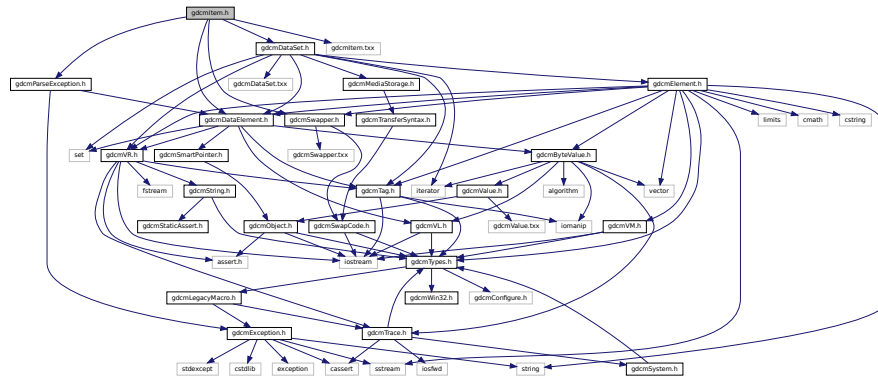 gdcmItem.h
gdcmDataSet.h
gdcmItem.txx
gdcmParseException.h
gdcmDataSet.txx
gdcmMediaStorage.h
gdcmElement.h
gdcmDataElement.h
gdcmSwapper.h
gdcmTransferSyntax.h
limits
cmath
cstring
set
gdcmVR.h
gdcmSmartPointer.h
gdcmSwapper.txx
gdcmByteValue.h
fstream
gdcmString.h
gdcmTag.h
iterator
gdcmValue.h
algorithm
vector
gdcmStaticAssert.h
gdcmObject.h
gdcmSwapCode.h
gdcmVL.h
gdcmValue.txx
iomanip
gdcmVM.h
assert.h
iostream
gdcmTypes.h
gdcmLegacyMacro.h
gdcmWin32.h
gdcmConfigure.h
gdcmException.h
gdcmTrace.h
stdexcept
cstdlib
exception
cassert
sstream
iosfwd
string
gdcmSystem.h